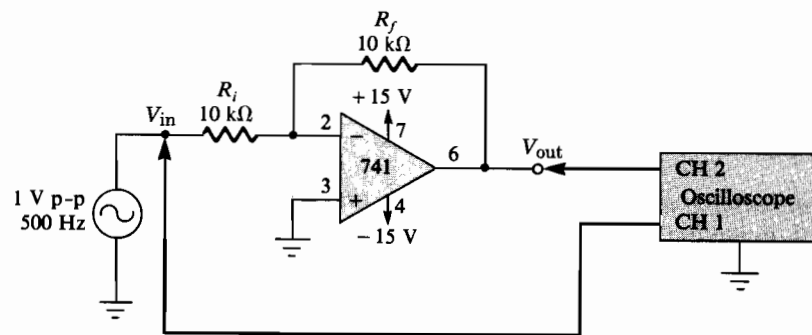 R_f
10 kΩ
R_i
10 kΩ
+15 V
V_in
2
7
−
741
6
V_out
3
+
4
−15 V
1 V p-p
500 Hz
CH 2
Oscilloscope
CH 1